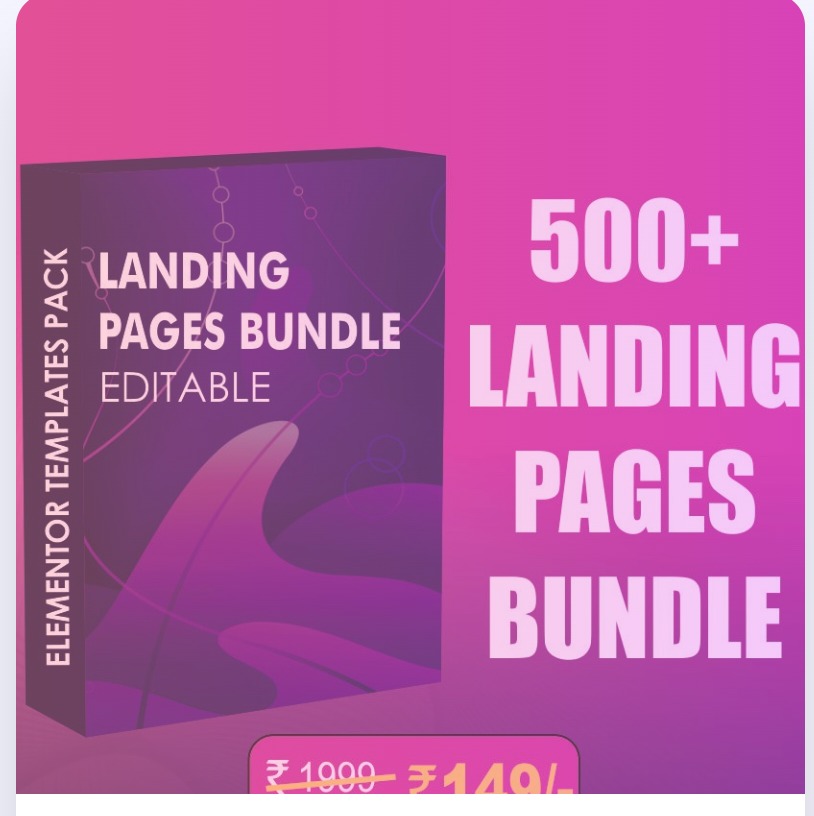 ELEMENTOR TEMPLATES PACK
LANDING
PAGES BUNDLE
EDITABLE
500+
LANDING
PAGES
BUNDLE
₹ 1999 ₹149/-